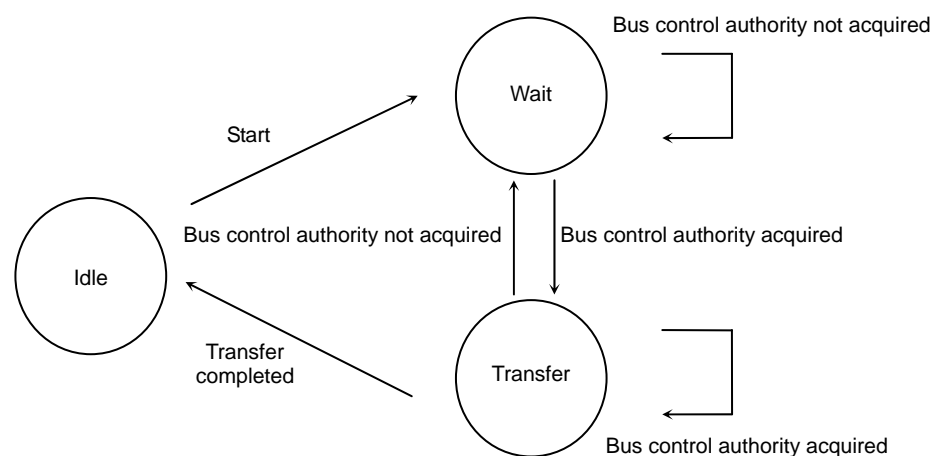 Bus control authority not acquired
Wait
Start
Bus control authority not acquired
Bus control authority acquired
Idle
Transfer
completed
Transfer
Bus control authority acquired